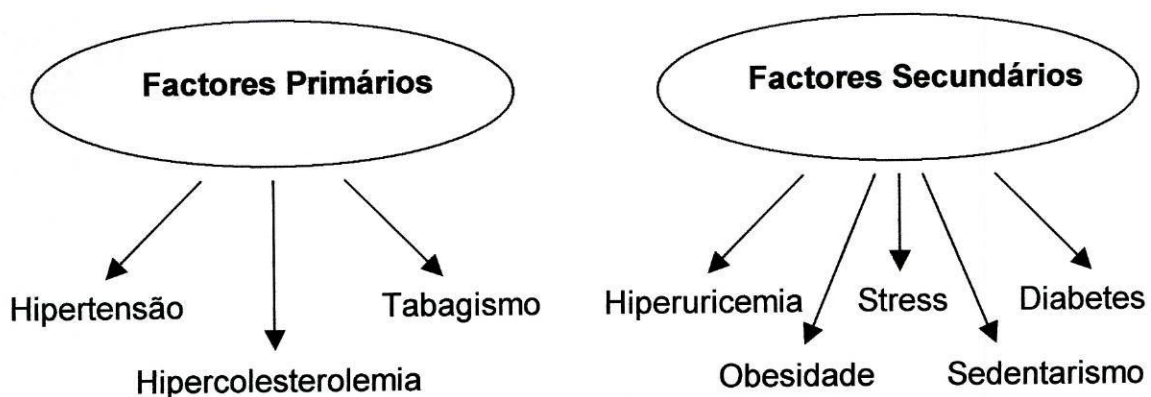 Factores Primários
Factores Secundários
Hipertensão
Tabagismo
Hipercolesterolemia
Hiperuricemia
Stress
Diabetes
Obesidade
Sedentarismo